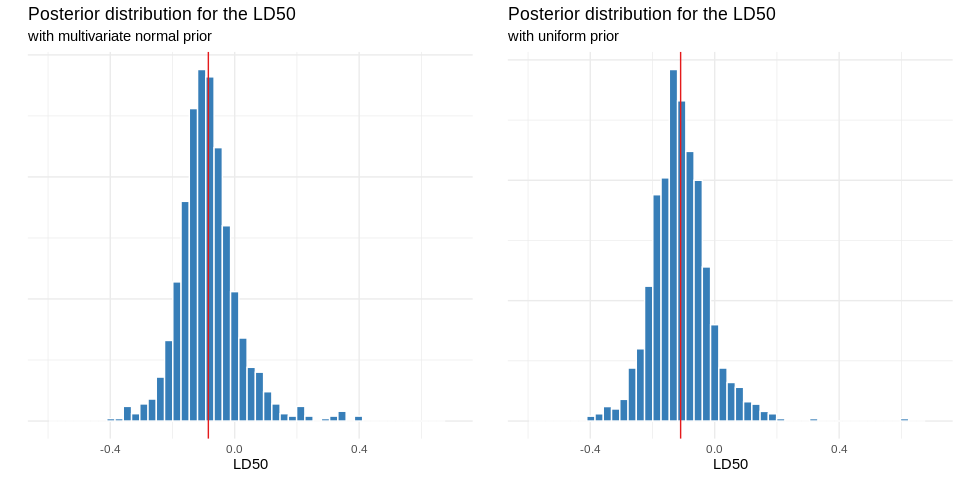 Posterior distribution for the LD50
with multivariate normal prior
-0.4
0.0
0.4
LD50
Posterior distribution for the LD50
with uniform prior
-0.4
0.0
0.4
LD50